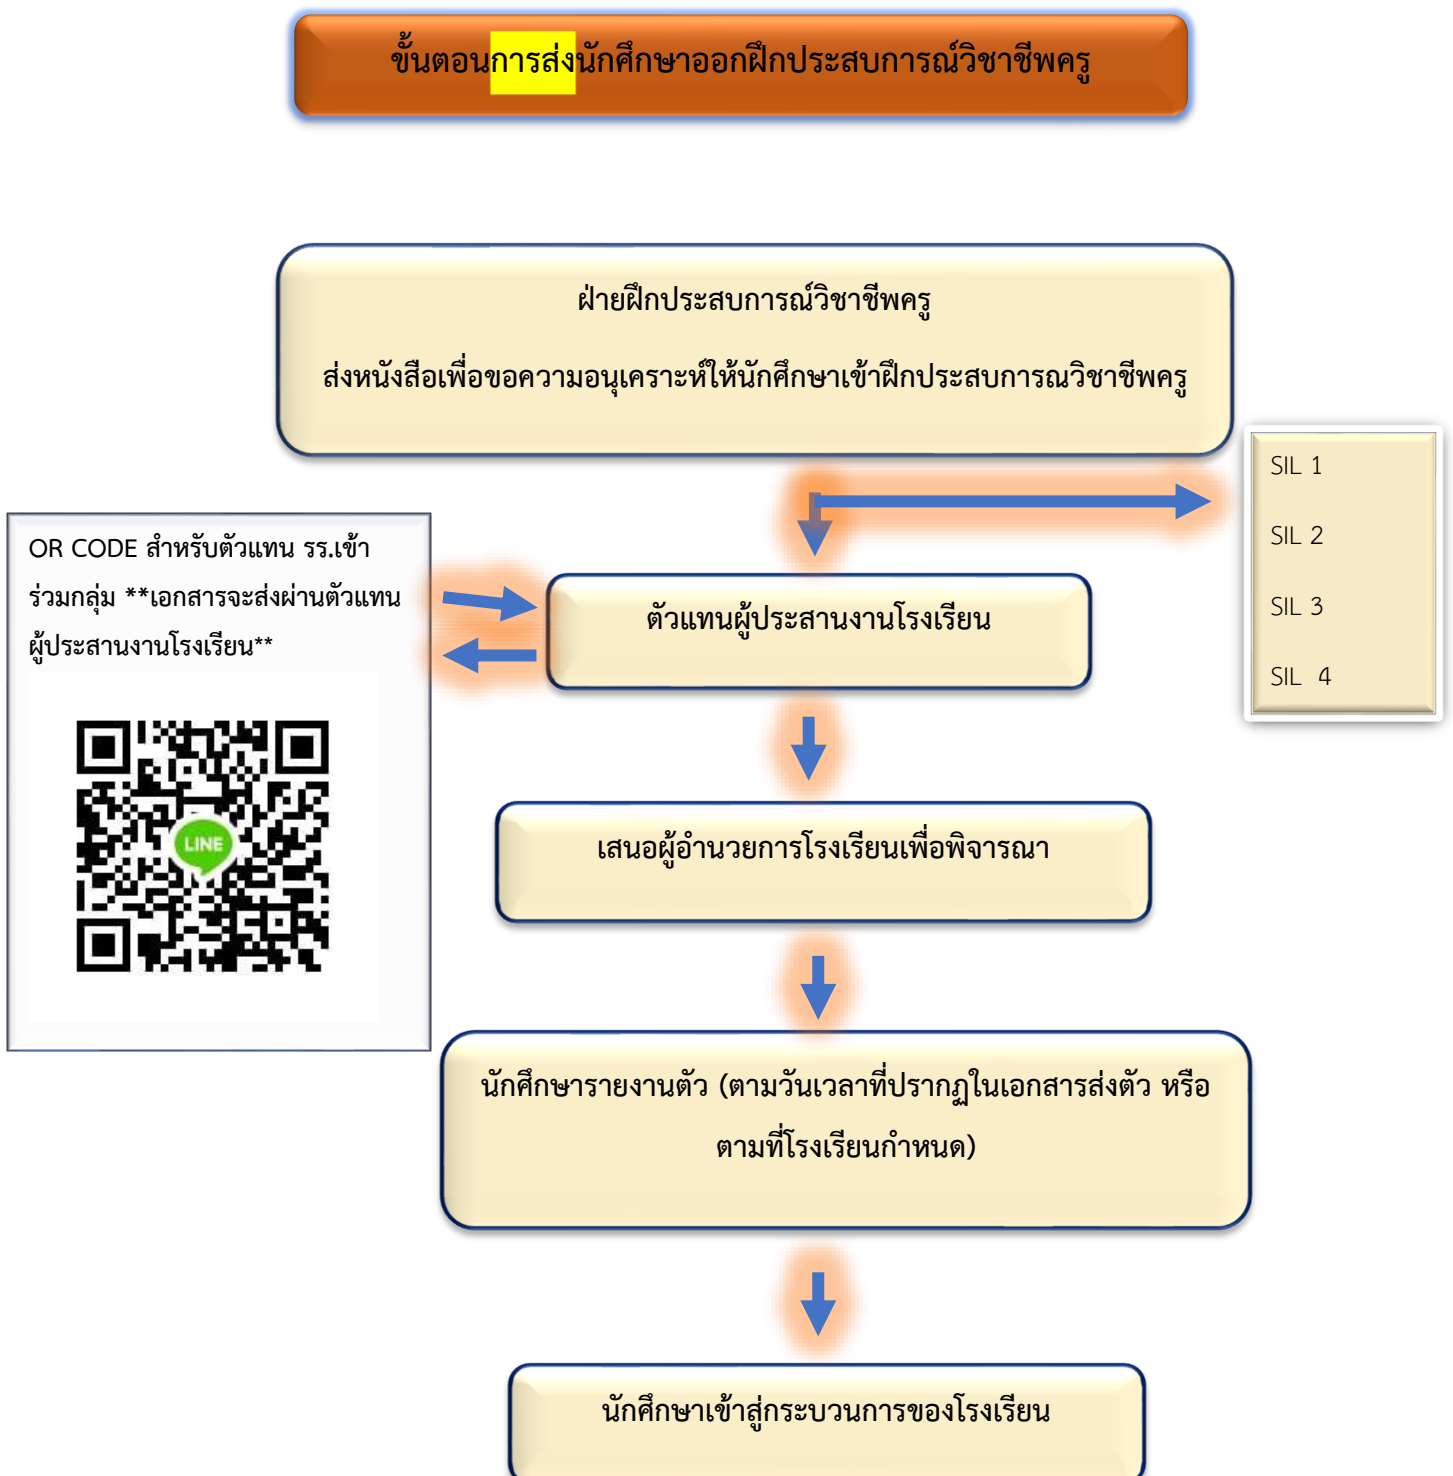 ขั้นตอนการส่งนักศึกษาออกฝึกประสบการณ์วิชาชีพครู
ฝ่ายฝึกประสบการณ์วิชาชีพครู
ส่งหนังสือเพื่อขอความอนุเคราะห์ให้นักศึกษาเข้าฝึกประสบการณวิชาชีพครู
SIL 1
SIL 2
SIL 3
SIL 4
OR CODE สำหรับตัวแทน รร.เข้า
ร่วมกลุ่ม **เอกสารจะส่งผ่านตัวแทน
ผู้ประสานงานโรงเรียน**
LINE
ตัวแทนผู้ประสานงานโรงเรียน
เสนอผู้อำนวยการโรงเรียนเพื่อพิจารณา
นักศึกษารายงานตัว (ตามวันเวลาที่ปรากฏในเอกสารส่งตัว หรือ
ตามที่โรงเรียนกำหนด)
นักศึกษาเข้าสู่กระบวนการของโรงเรียน